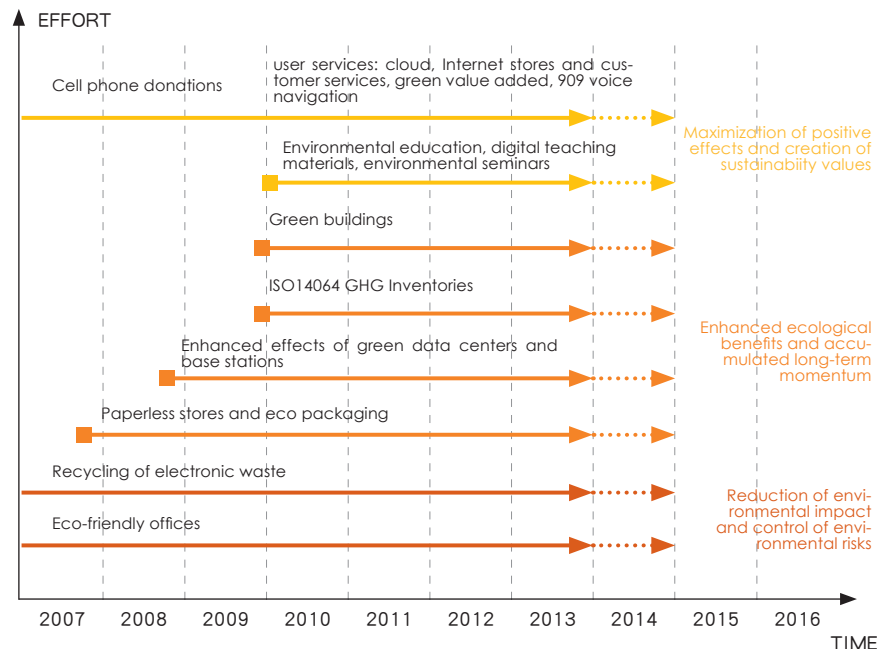 EFFORT
user services: cloud, Internet stores and cus-
tomer services, green value added, 909 voice
navigation
Cell phone donations
Maximization of positive
effects and creation of
sustainabiity values
Environmental education, digital teaching
materials, environmental seminars
Green buildings
ISO14064 GHG Inventories
Enhanced ecological
benefits and accu-
mulated long-term
momentum
Enhanced effects of green data centers and
base stations
Paperless stores and eco packaging
Recycling of electronic waste
Reduction of envi-
ronmental impact
and control of envi-
ronmental risks
Eco-friendly offices
2007 2008 2009 2010 2011 2012 2013 2014 2015 2016
TIME